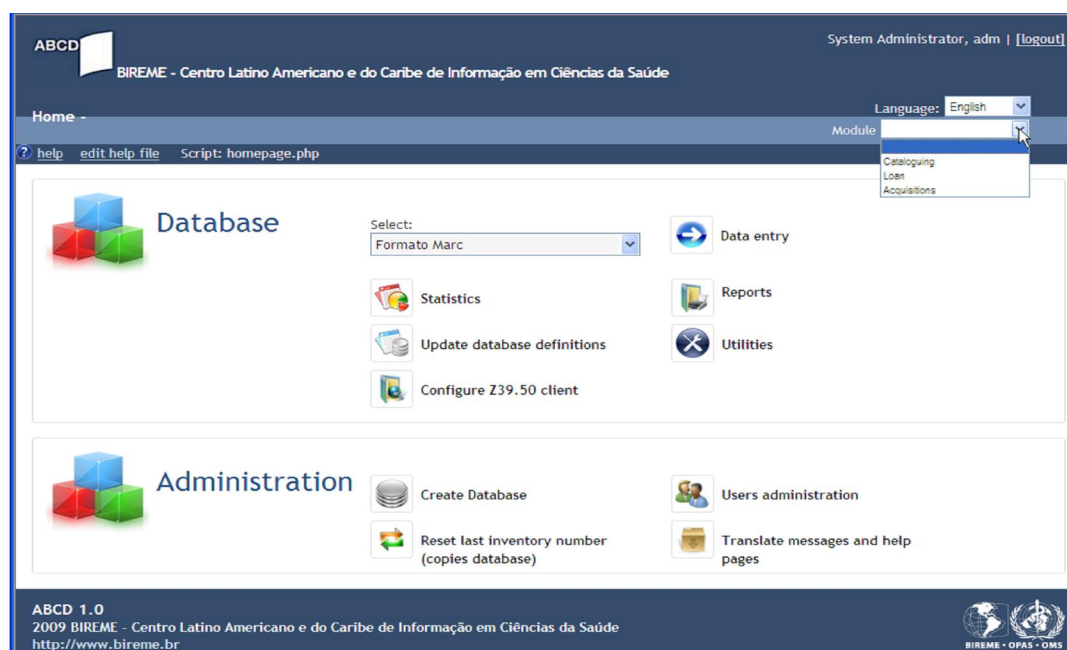 ABCD
System Administrator, adm | [logout]
BIREME - Centro Latino Americano e do Caribe de Informação em Ciências da Saúde
Language: English
Home -
Module
? help edit help file Script: homepage.php
Cataloguing
Loan
Acquisitions
Database
Select:
Formato Marc
Data entry
Statistics
Reports
Update database definitions
Utilities
Configure Z39.50 client
Administration
Create Database
Users administration
Reset last inventory number
(copies database)
Translate messages and help
pages
ABCD 1.0
2009 BIREME - Centro Latino Americano e do Caribe de Informação em Ciências da Saúde
http://www.bireme.br
BIREME • OPAS • OMS